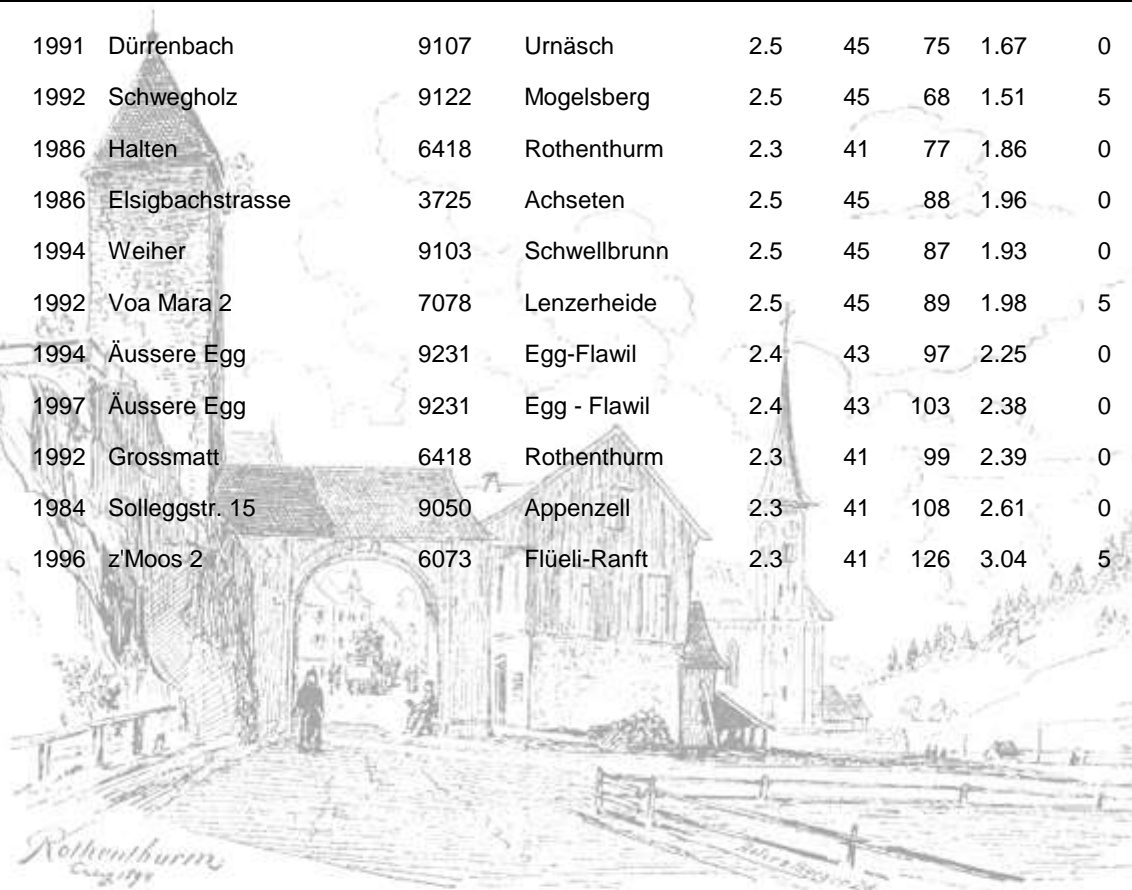 1991 Dürrenbach 9107 Urnäsch 2.5 45 75 1.67 0
1992 Schwegholz 9122 Mogelsberg 2.5 45 68 1.51 5
1986 Halten 6418 Rothenthurm 2.3 41 77 1.86 0
1986 Elsigbachstrasse 3725 Achseten 2.5 45 88 1.96 0
1994 Weiher 9103 Schwellbrunn 2.5 45 87 1.93 0
1992 Voa Mara 2 7078 Lenzerheide 2.5 45 89 1.98 5
1994 Äussere Egg 9231 Egg-Flawil 2.4 43 97 2.25 0
1997 Äussere Egg 9231 Egg - Flawil 2.4 43 103 2.38 0
1992 Grossmatt 6418 Rothenthurm 2.3 41 99 2.39 0
1984 Solleggstr. 15 9050 Appenzell 2.3 41 108 2.61 0
1996 z'Moos 2 6073 Flüeli-Ranft 2.3 41 126 3.04 5
Rothenthurm